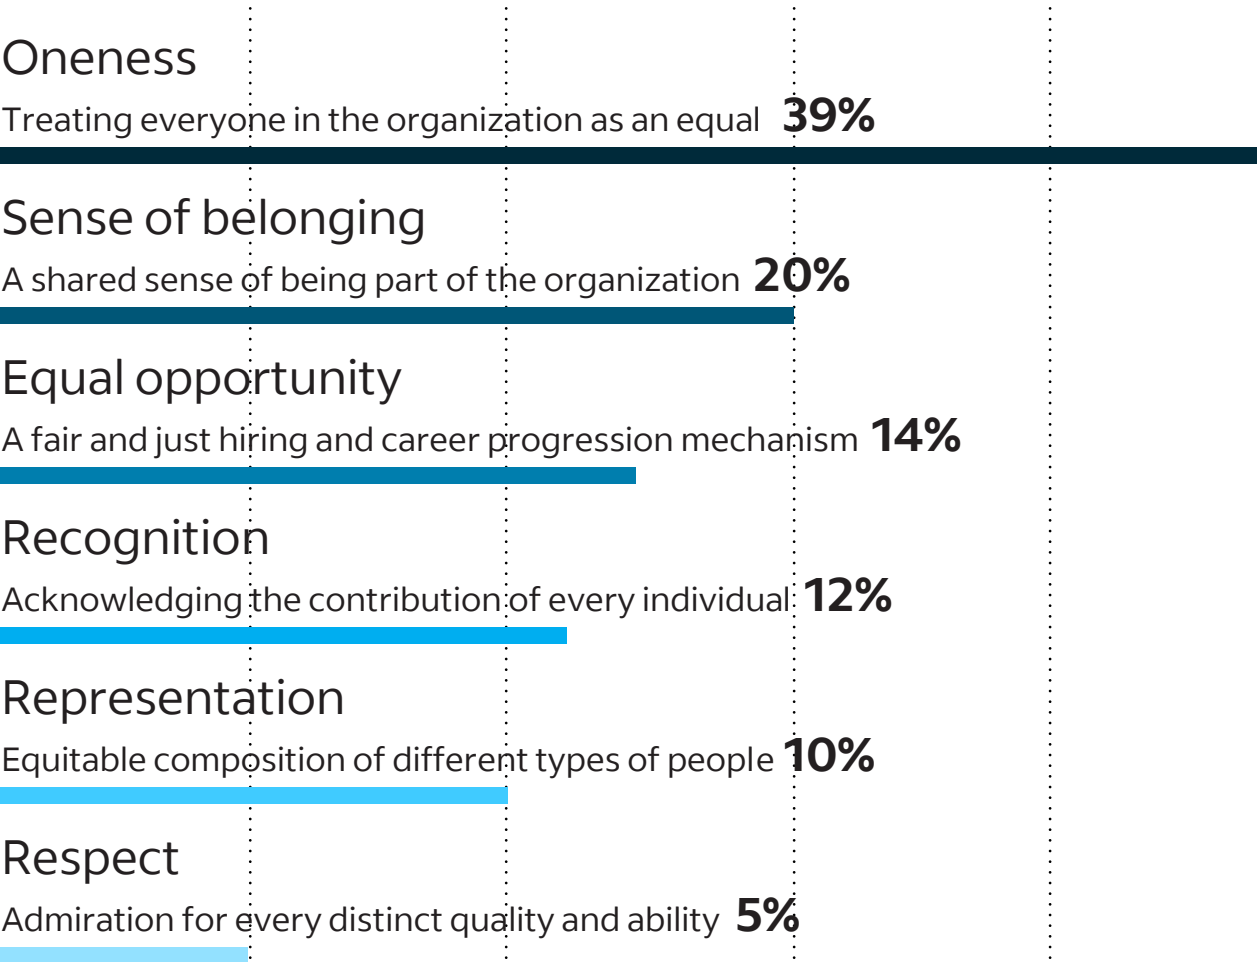 Oneness
Treating everyone in the organization as an equal 39%
Sense of belonging
A shared sense of being part of the organization 20%
Equal opportunity
A fair and just hiring and career progression mechanism 14%
Recognition
Acknowledging the contribution of every individual 12%
Representation
Equitable composition of different types of people 10%
Respect
Admiration for every distinct quality and ability 5%